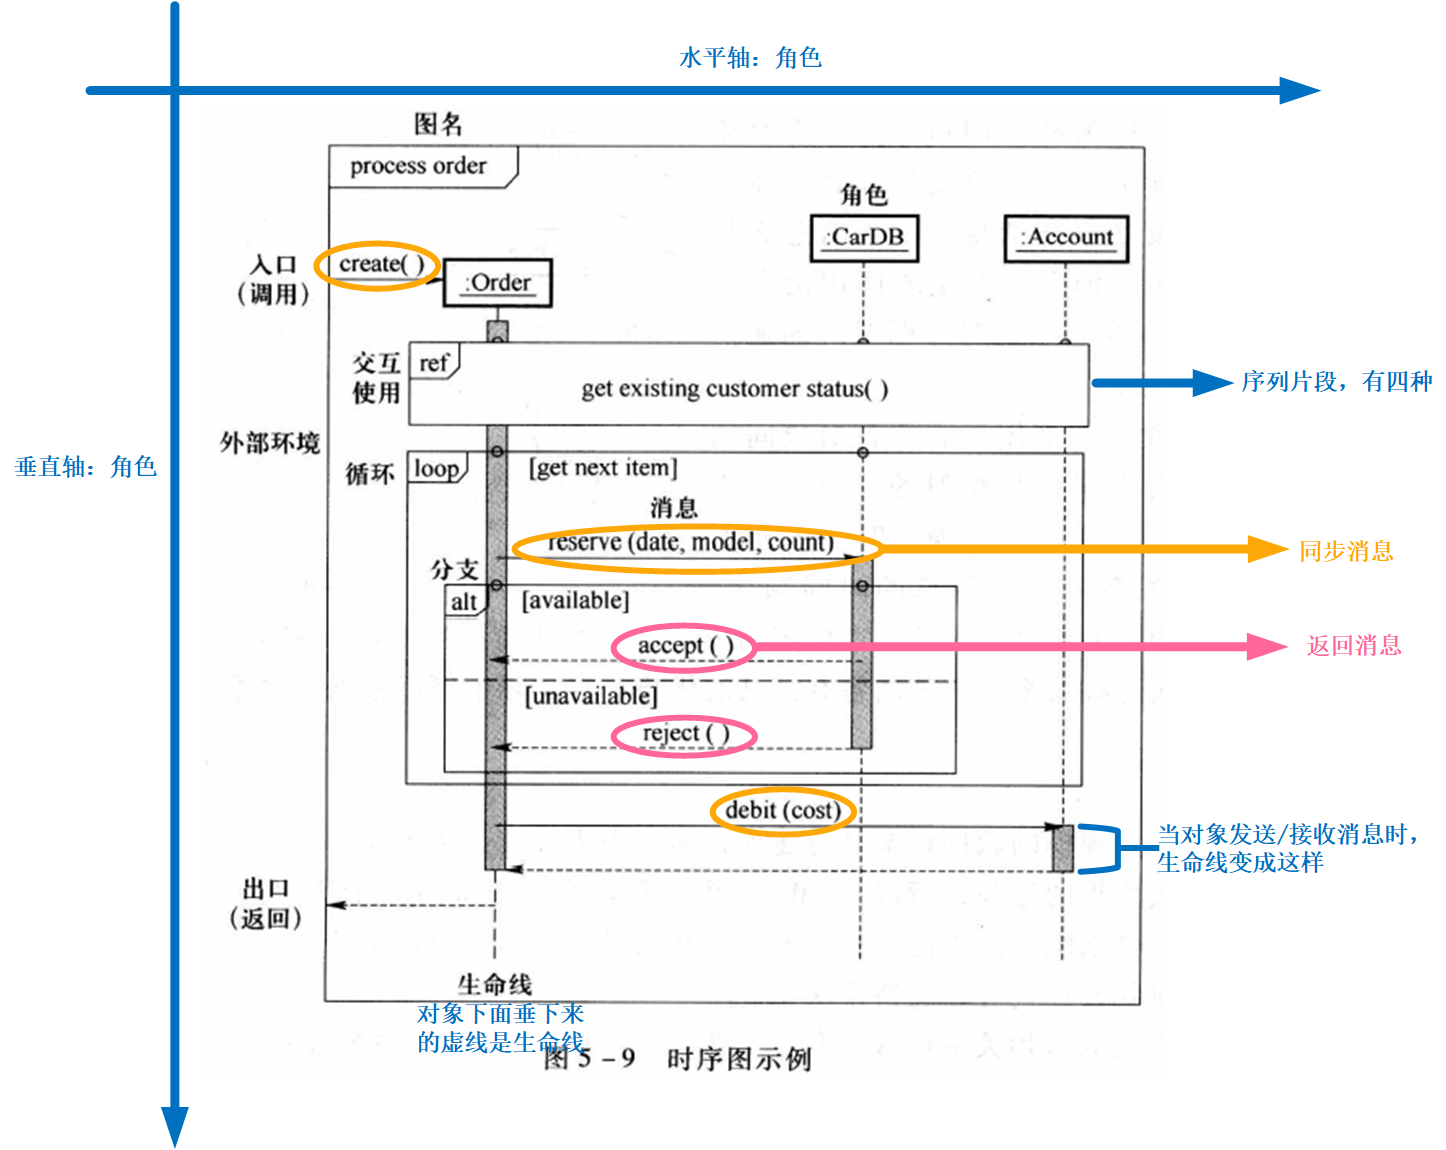 水平轴：角色
图名
process order
角色
:CarDB
:Account
入口
（调用）
create( )
:Order
交互
使用
ref
get existing customer status( )
序列片段，有四种
外部环境
垂直轴：角色
循环
loop
[get next item]
消息
reserve (date, model, count)
同步消息
分支
alt
[available]
accept ( )
返回消息
[unavailable]
reject ( )
debit (cost)
当对象发送/接收消息时，
生命线变成这样
出口
（返回）
生命线
对象下面垂下来
的虚线是生命线
图 5-9 时序图示例